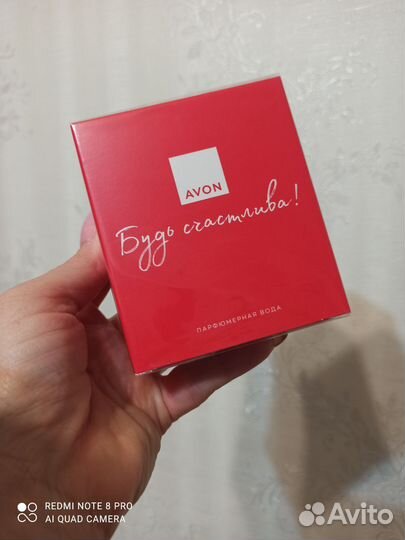 AVON
Будь счастлива!
ПАРФЮМЕРНАЯ ВОДА
REDMI NOTE 8 PRO
AI QUAD CAMERA
Avito